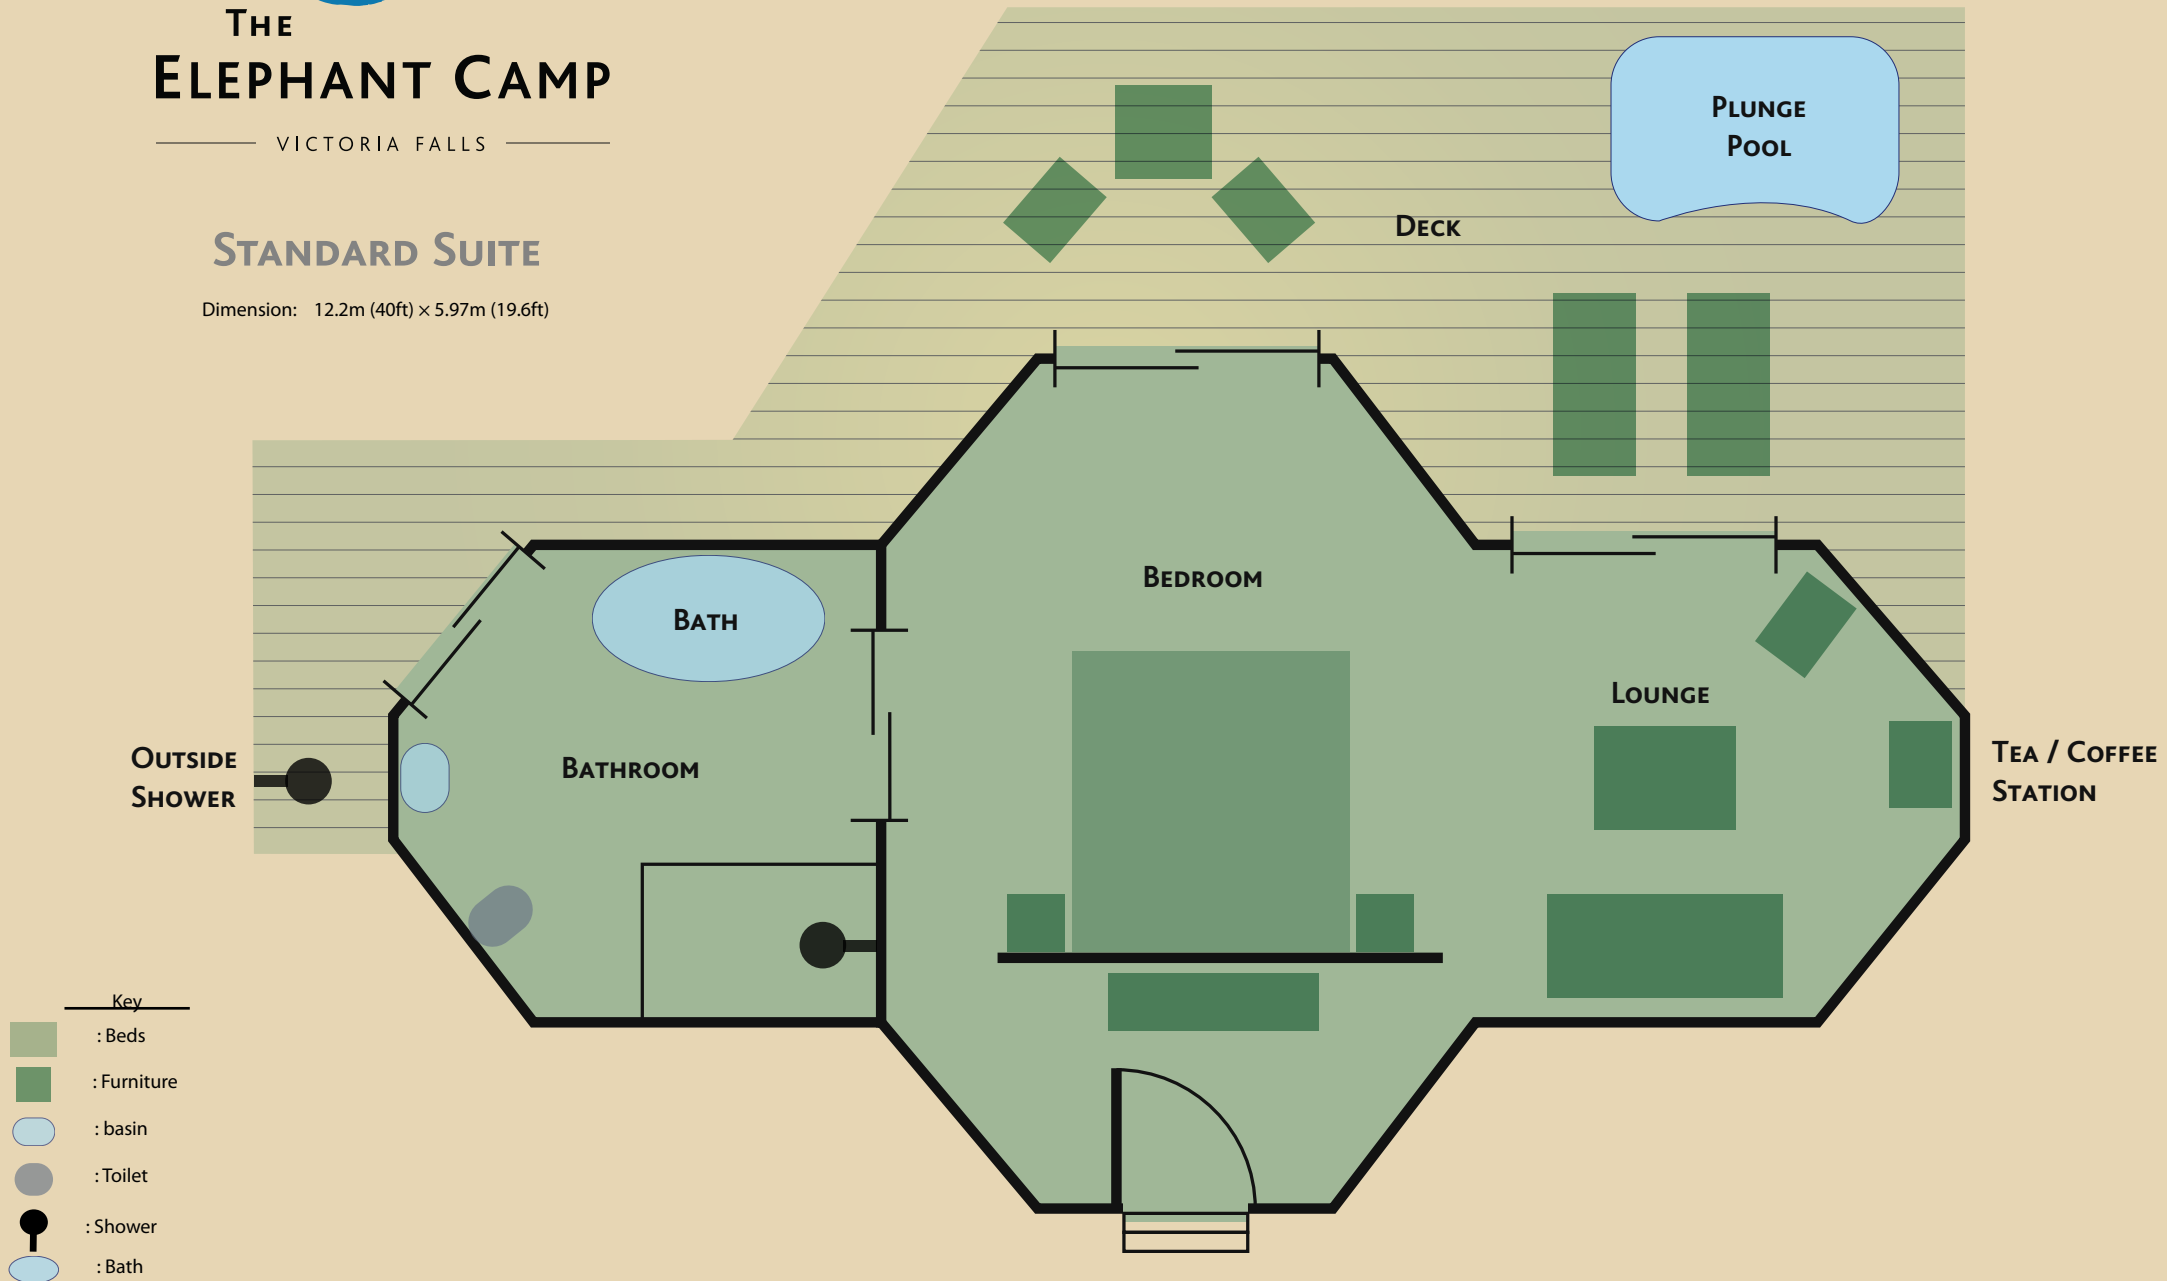 The
Elephant Camp
VICTORIA FALLS
Standard Suite
Dimension: 12.2m (40ft) × 5.97m (19.6ft)
Plunge
Pool
Deck
Bedroom
Bath
Lounge
Bathroom
Outside
Shower
Tea / Coffee
Station
Key
: Beds
: Furniture
: basin
: Toilet
: Shower
: Bath